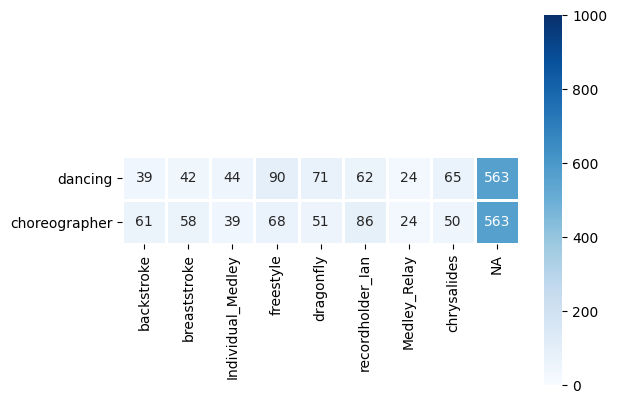 1000
800
600
400
200
0
dancing 39 42 44 90 71 62 24 65 563
choreographer 61 58 39 68 51 86 24 50 563
backstroke
breaststroke
Individual_Medley
freestyle
dragonfly
recordholder_Ian
Medley_Relay
chrysalides
NA